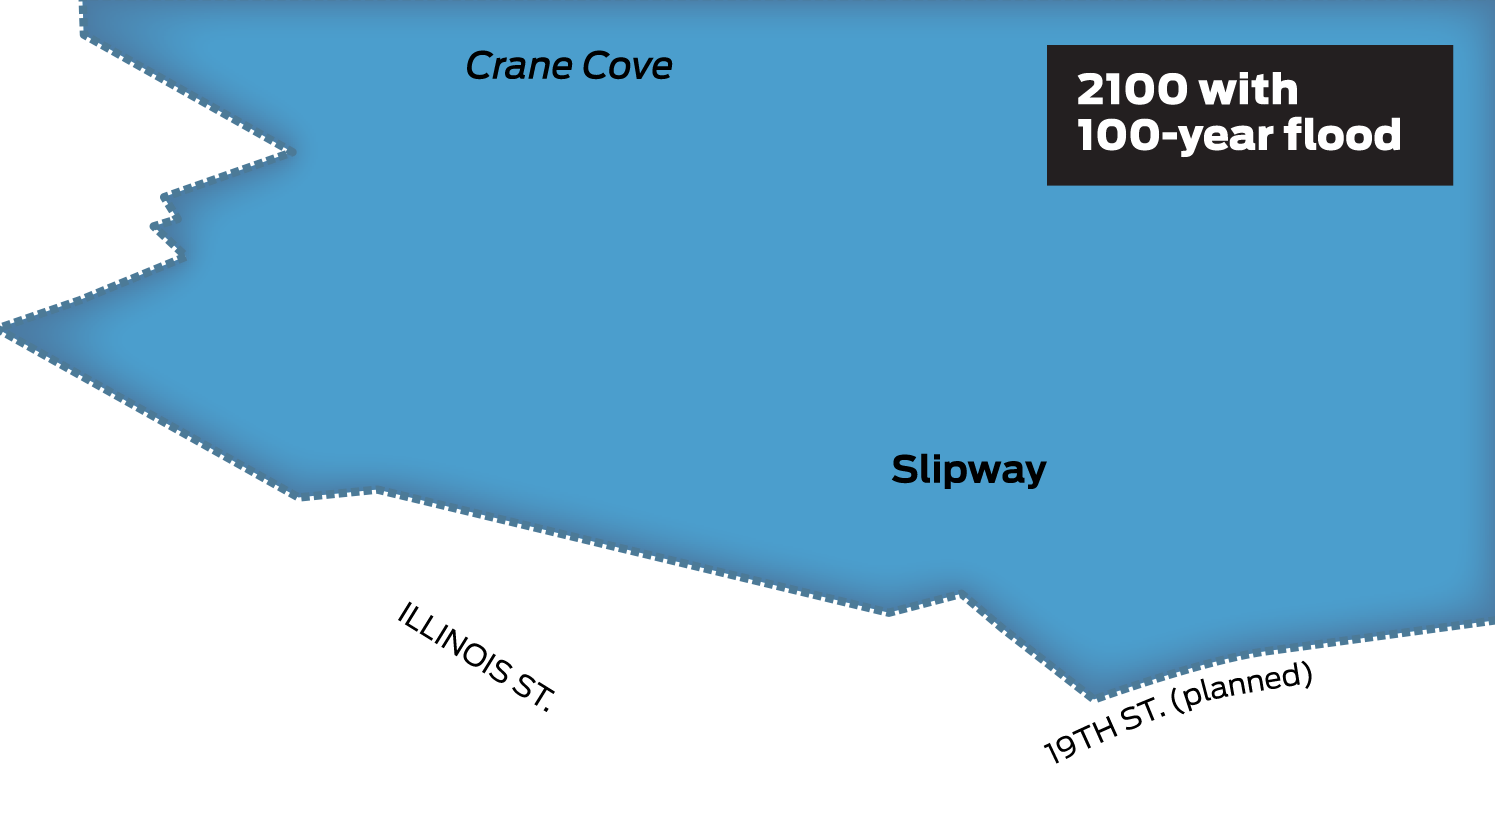 Crane Cove
2100 with
100-year flood
Slipway
ILLINOIS ST.
19TH ST. (planned)